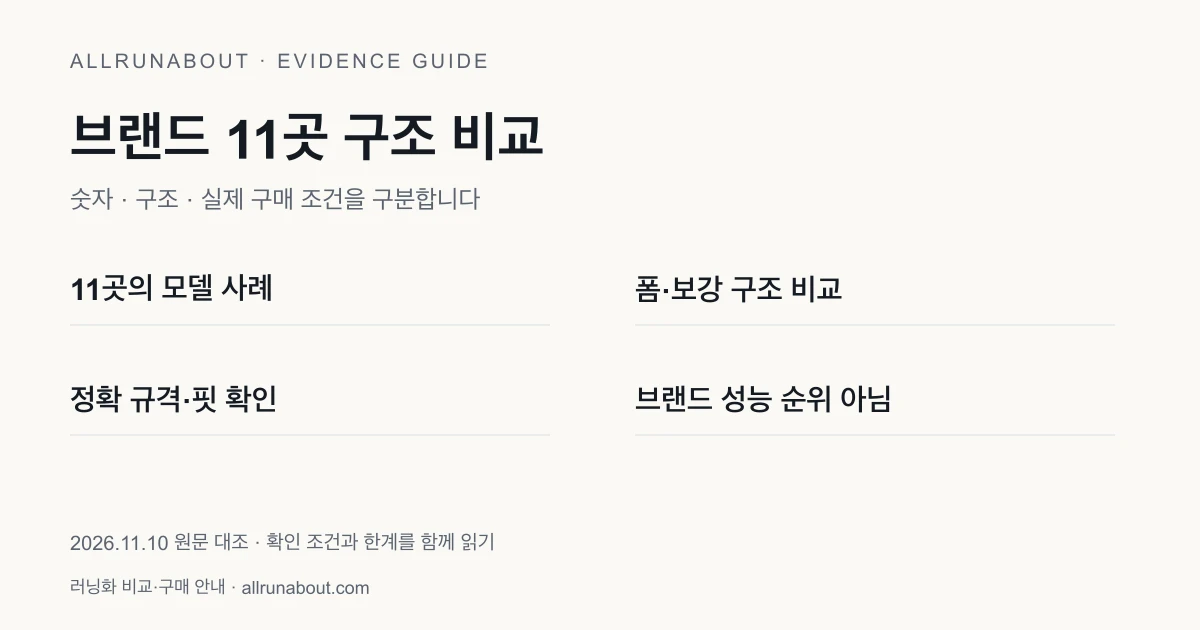 ALLRUNABOUT · EVIDENCE GUIDE
브랜드 11곳 구조 비교
숫자 · 구조 · 실제 구매 조건을 구분합니다
11곳의 모델 사례
폼·보강 구조 비교
정확 규격·핏 확인
브랜드 성능 순위 아님
2026.11.10 원문 대조 · 확인 조건과 한계를 함께 읽기
러닝화 비교·구매 안내 · allrunabout.com